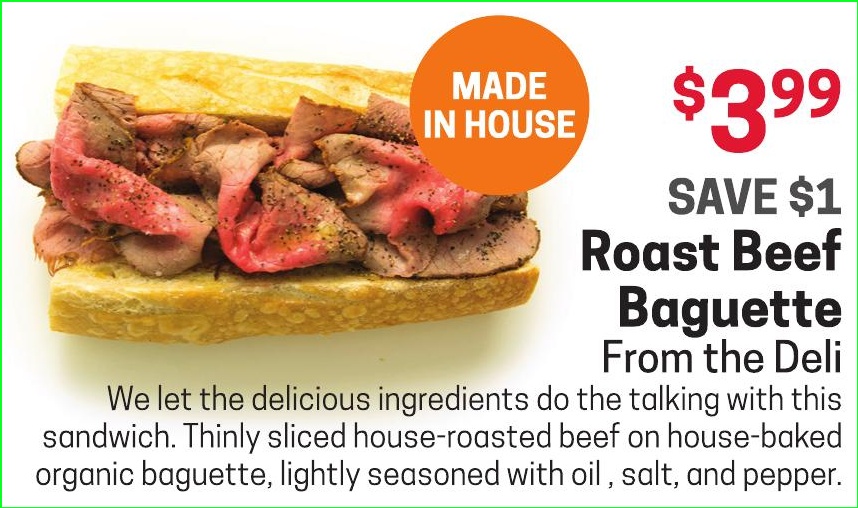 MADE
IN HOUSE
$3.99
SAVE $1
Roast Beef
Baguette
From the Deli
We let the delicious ingredients do the talking with this
sandwich. Thinly sliced house-roasted beef on house-baked
organic baguette, lightly seasoned with oil , salt, and pepper.